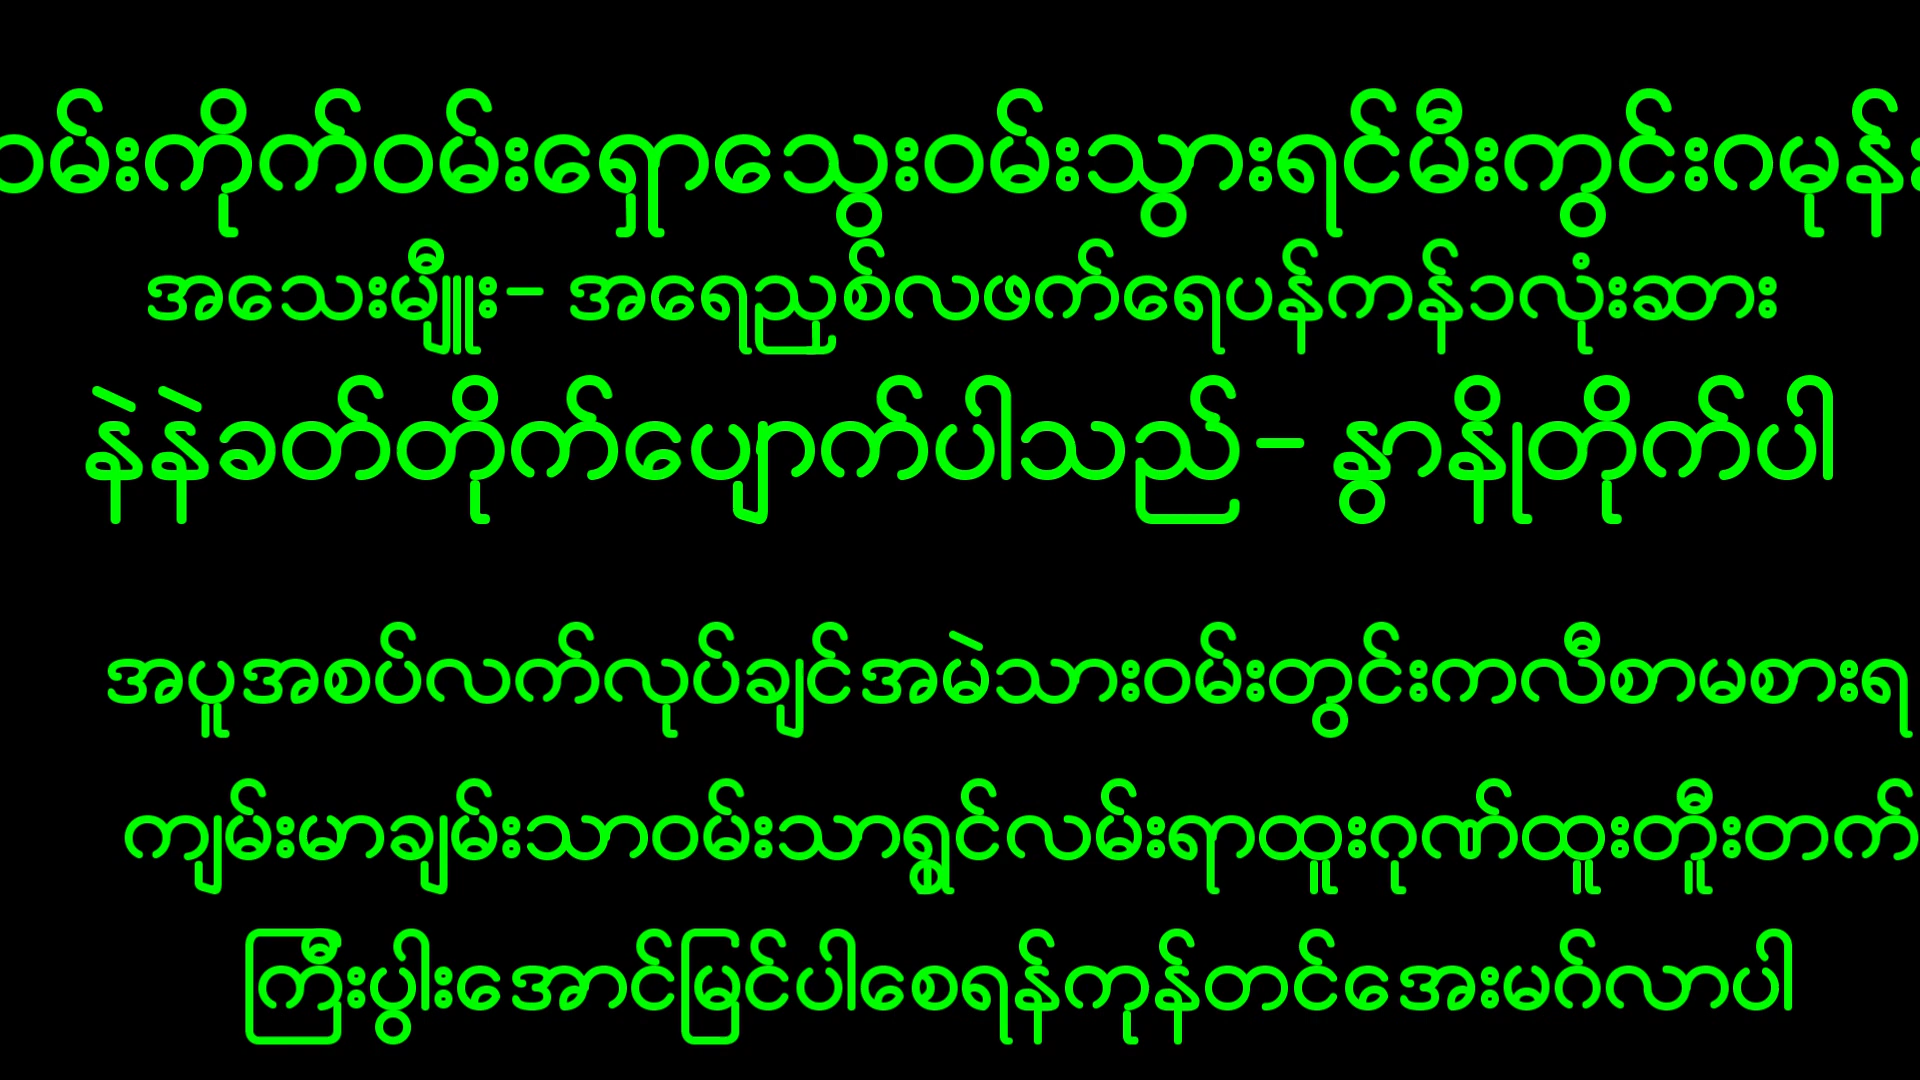 ဝမ်းကိုက်ဝမ်းရှောသွေးဝမ်းသွားရင်မီးကွင်းဂမုန်း
အသေးမျှီုး- အရေညှစ်လဖက်ရေပန်ကန်၁လုံးဆား
နဲနဲခတ်တိုက်ပျောက်ပါသည် - နွှာနို့တိုက်ပါ
အပူအစပ်လက်လုပ်ချင်အမဲသားဝမ်းတွင်းကလီစာမစားရ
ကျမ်းမာချမ်းသာဝမ်းသာရွှင်လမ်းရာထူးဂုဏ်ထူးတီူးတက်
ကြီးပွါးအောင်မြင်ပါစေရန်ကုန်တင်အေးမင်္ဂလာပါ